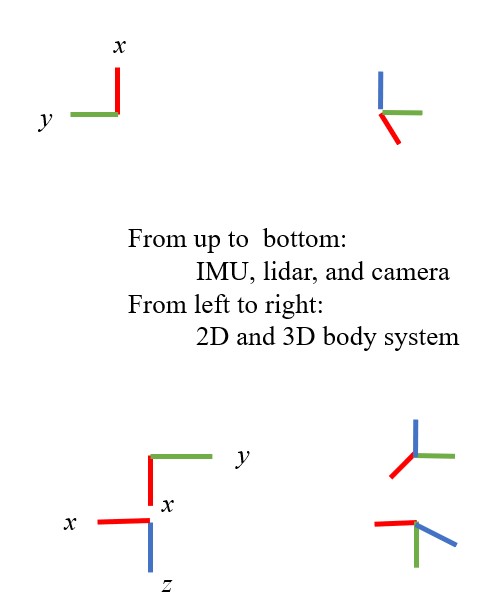 x
y
From up to  bottom:
IMU, lidar, and camera
From left to right:
2D and 3D body system
y
x
x
z